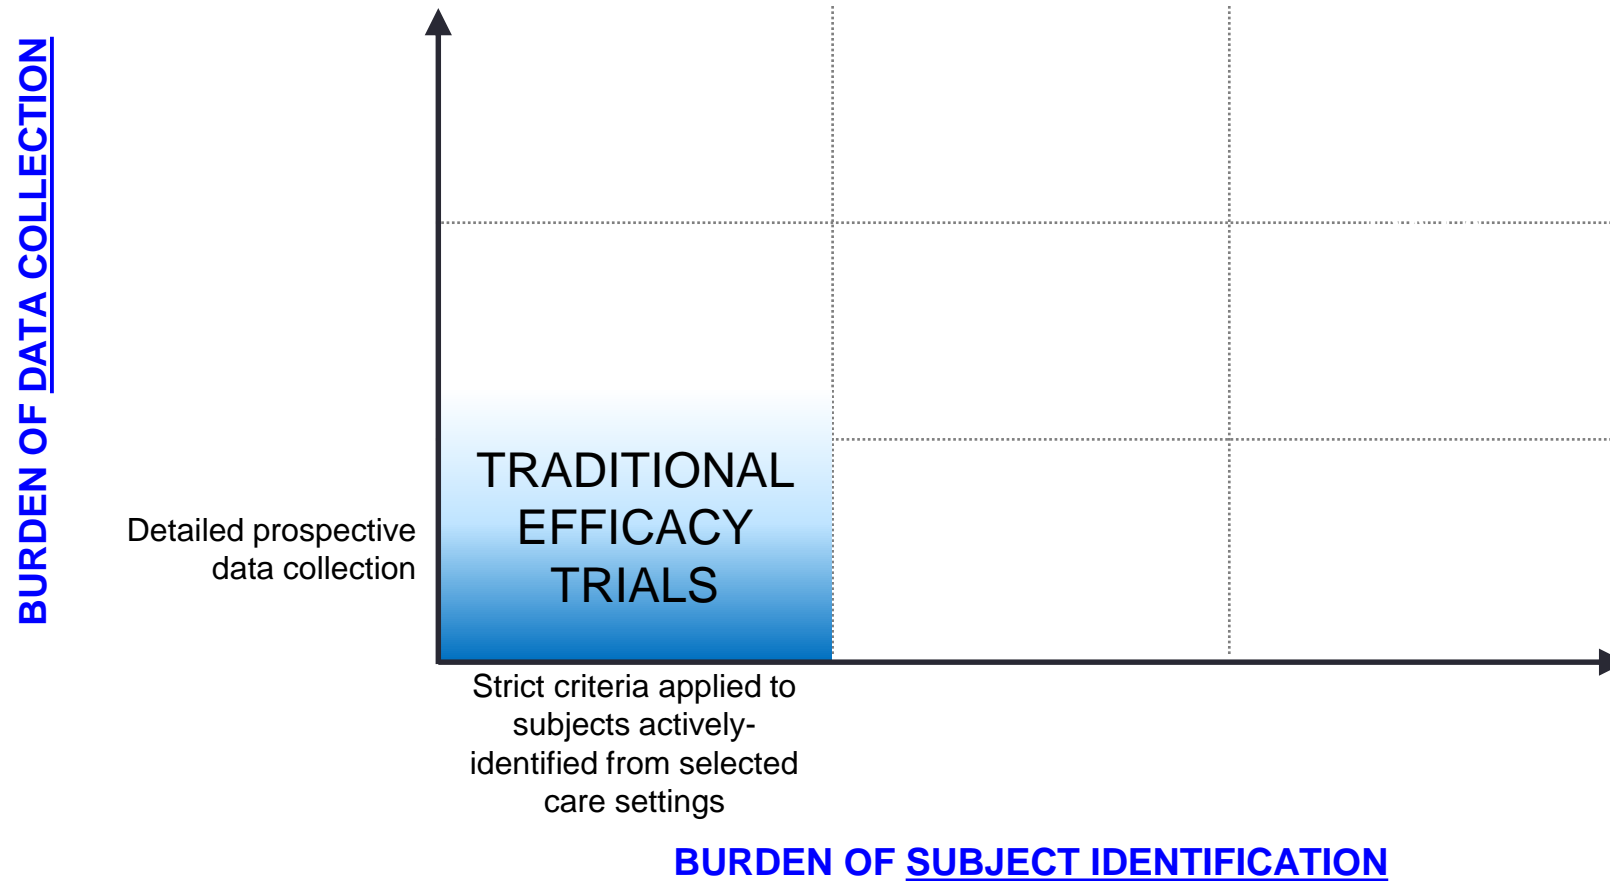 BURDEN OF DATA COLLECTION
TRADITIONAL
EFFICACY
TRIALS
Detailed prospective
data collection
Strict criteria applied to
subjects actively-
identified from selected
care settings
BURDEN OF SUBJECT IDENTIFICATION